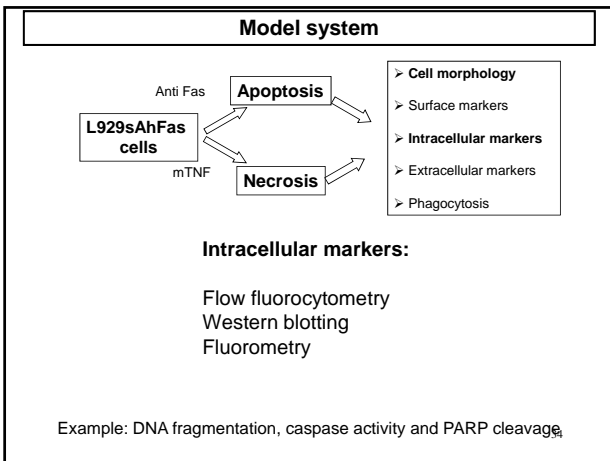 Model system
Anti Fas
Apoptosis
L929sAhFas
cells
mTNF
Necrosis
➢ Cell morphology
➢ Surface markers
➢ Intracellular markers
➢ Extracellular markers
➢ Phagocytosis
Intracellular markers:
Flow fluorocytometry
Western blotting
Fluorometry
Example: DNA fragmentation, caspase activity and PARP cleavage
34